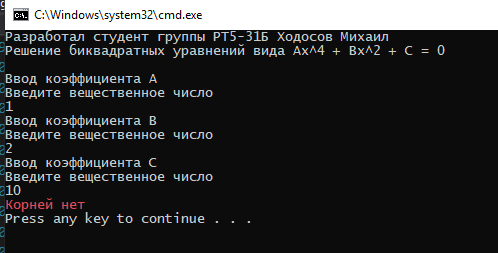 C:\Windows\system32\cmd.exe
Разработал студент группы РТ5-31Б Ходосов Михаил
Решение биквадратных уравнений вида Ax^4 + Bx^2 + C = 0
Ввод коэффициента A
Введите вещественное число
1
Ввод коэффициента B
Введите вещественное число
2
Ввод коэффициента C
Введите вещественное число
10
Корней нет
Press any key to continue . . .